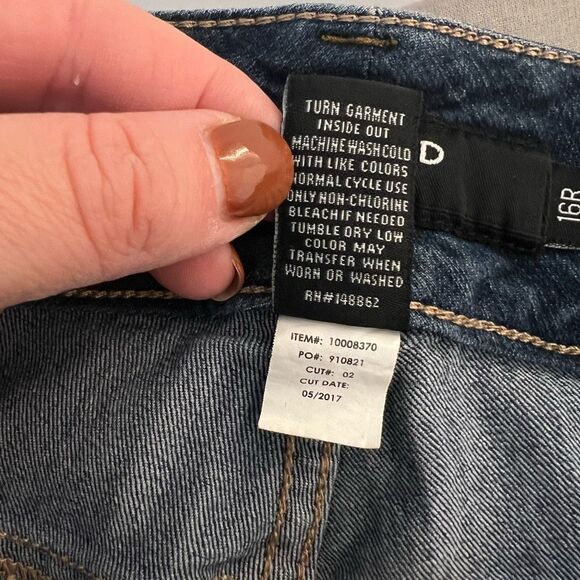 TURN GARMENT
INSIDE OUT
MACHINE WASH COLD
WITH LIKE COLORS
NORMAL CYCLE USE
ONLY NON-CHLORINE
BLEACH IF NEEDED
TUMBLE DRY LOW
COLOR MAY
TRANSFER WHEN
WORN OR WASHED
RN#148862
ITEM#: 10008370
PO#: 910821
CUT#: 02
CUT DATE:
05/2017
D
16R